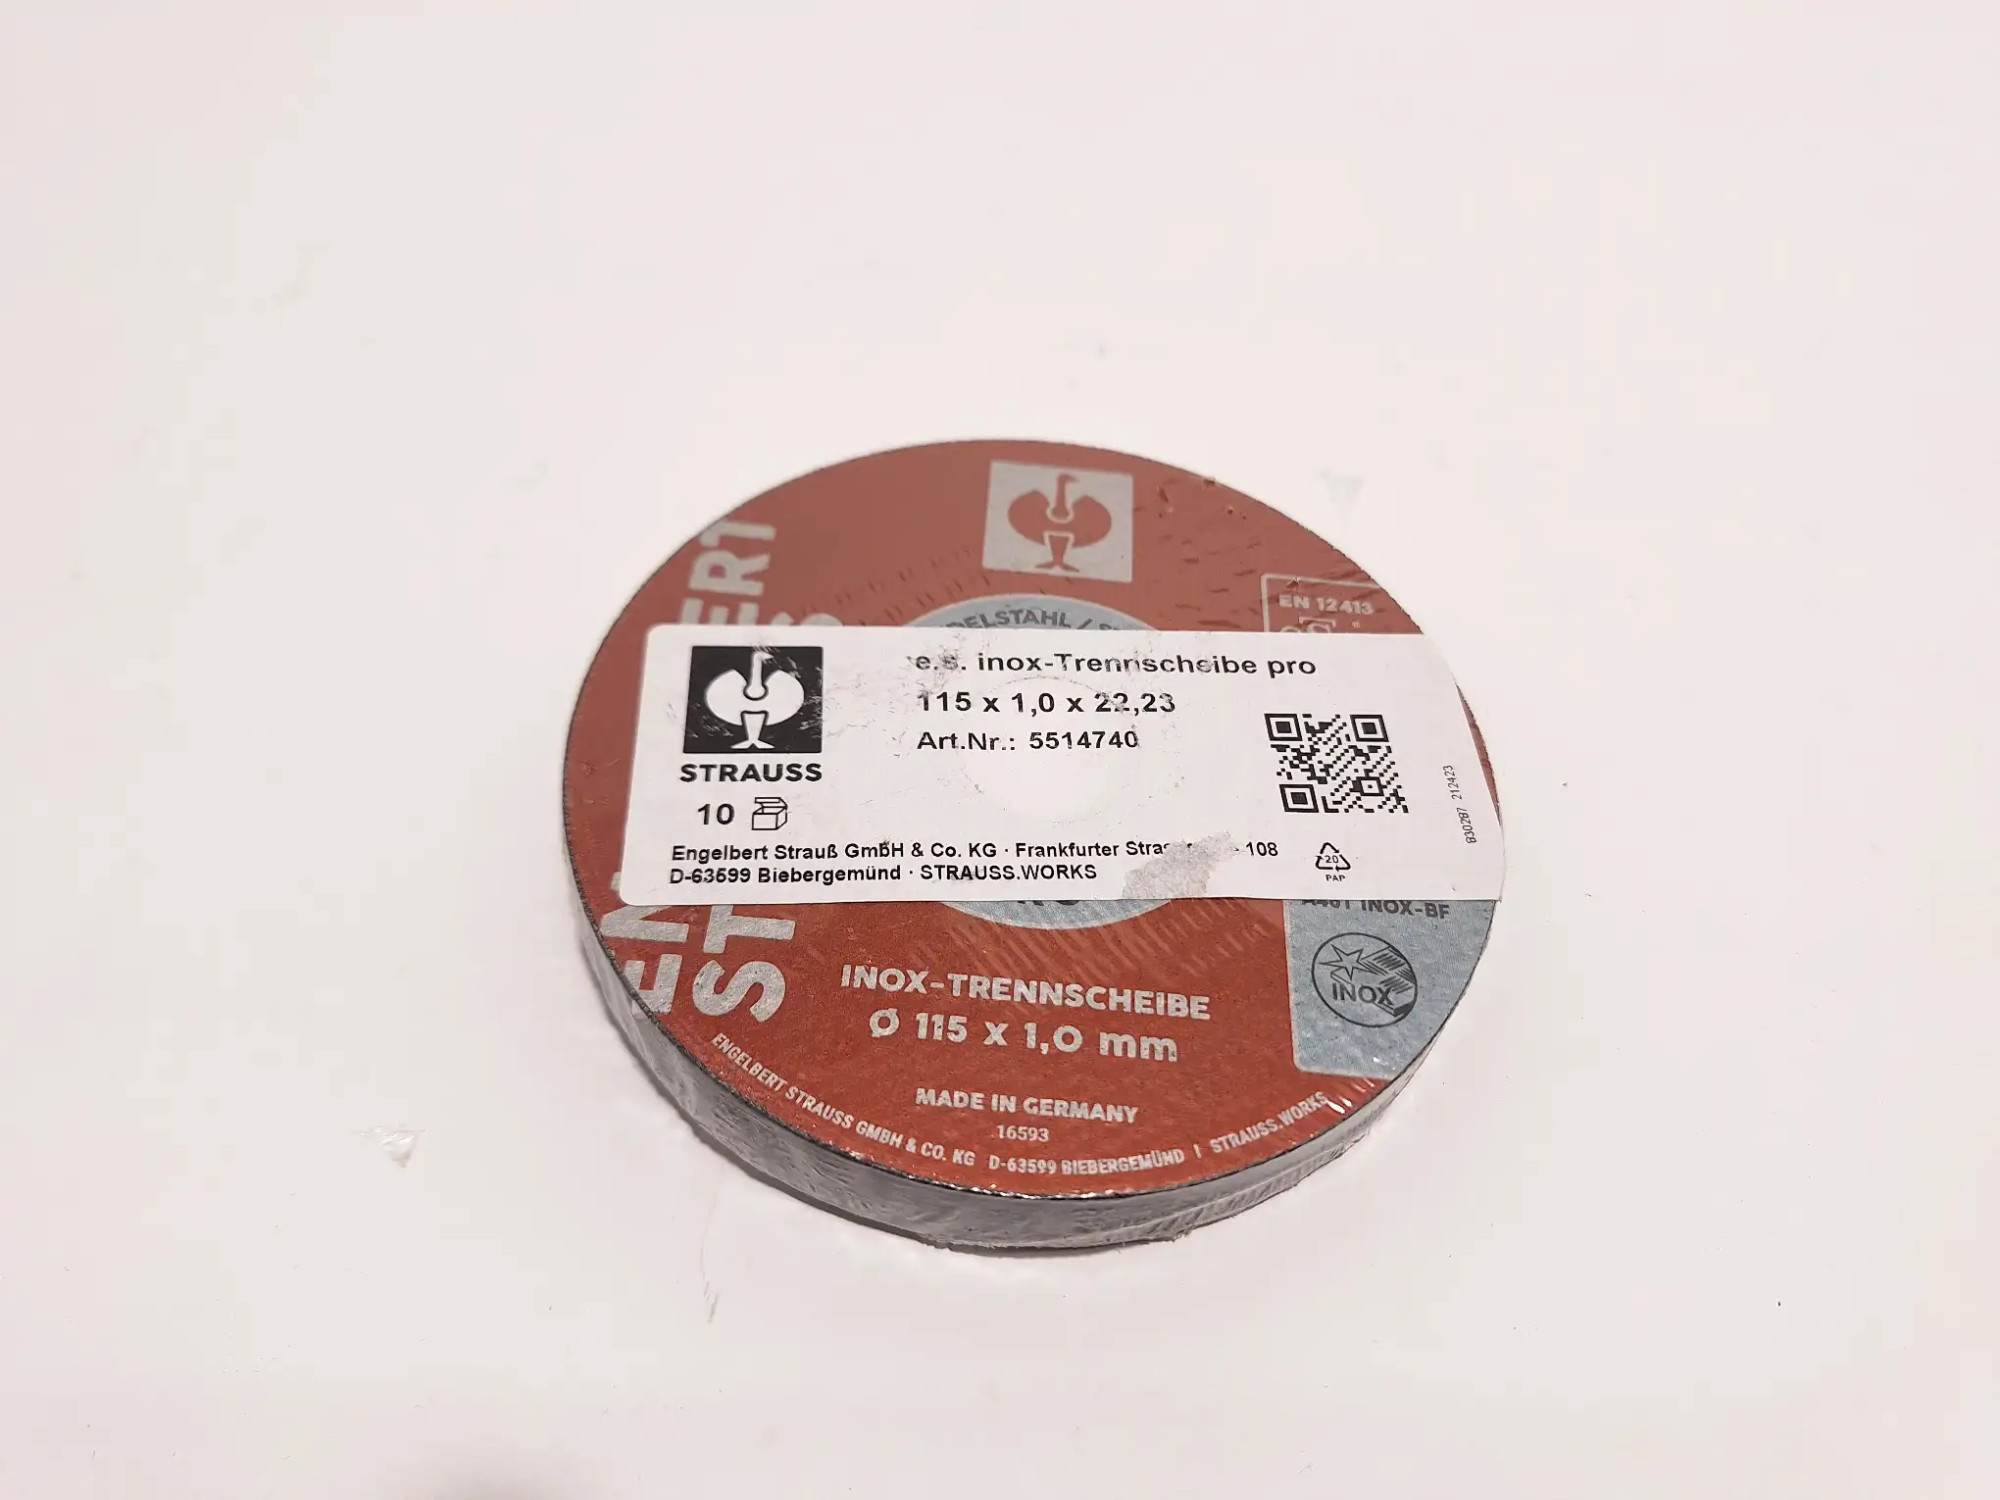 EN 12413
e.s. inox-Trennscheibe pro
115 x 1,0 x 22,23
Art.Nr.: 5514740
STRAUSS
10
Engelbert Strauß GmbH & Co. KG · Frankfurter 108
D-63599 Biebergemünd · STRAUSS.WORKS
20
PAP
830287 212423
INOX-BF
INOX
INOX-TRENNSCHEIBE
Ø 115 x 1,0 mm
MADE IN GERMANY
16593
ENGELBERT STRAUSS GMBH & CO. KG D-63599 BIEBERGEMÜND | STRAUSS.WORKS